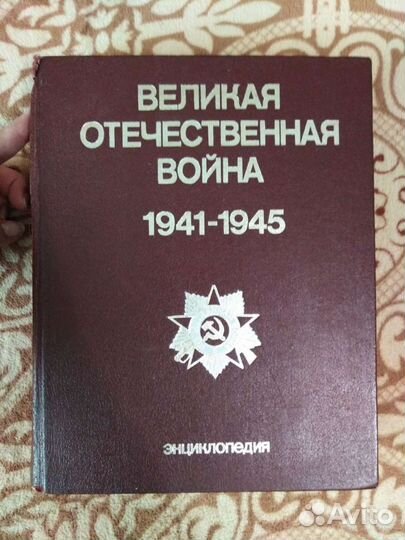 ВЕЛИКАЯ
ОТЕЧЕСТВЕННАЯ
ВОЙНА
1941-1945
ЭНЦИКЛОПЕДИЯ
Avito